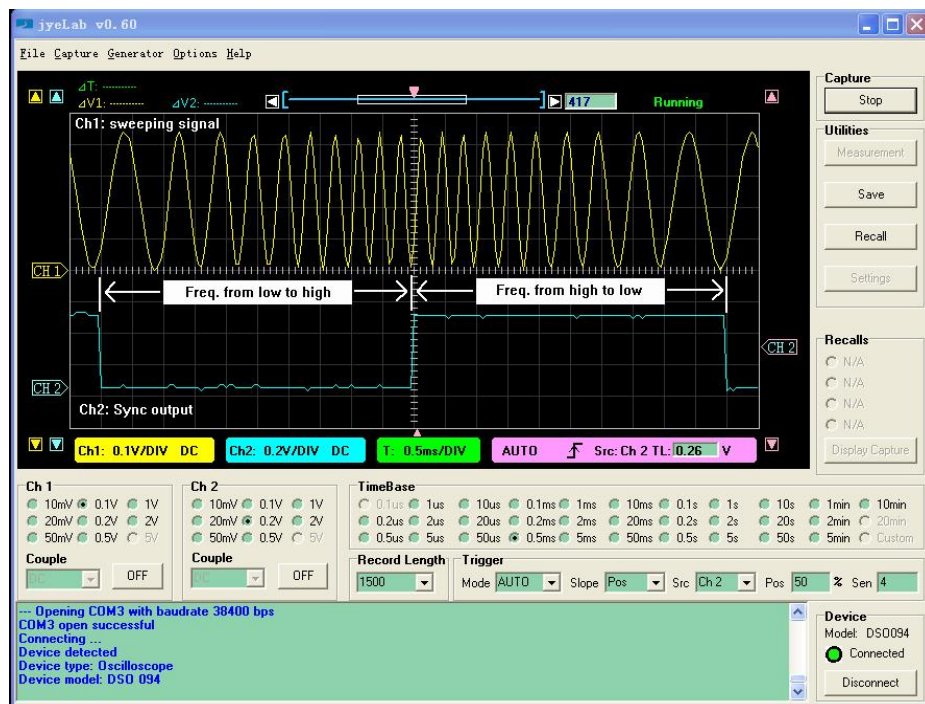 jyeLab v0.60
File Capture Generator Options Help
ΔT: ----------
ΔV1: ---------- ΔV2: ----------
417
Running
Ch1: sweeping signal
CH 1
Freq. from low to high
Freq. from high to low
CH 2
CH 2
Ch2: Sync output
Ch1: 0.1V/DIV DC
Ch2: 0.2V/DIV DC
T: 0.5ms/DIV
AUTO Src: Ch 2 TL: 0.26 V
Capture
Stop
Utilities
Measurement
Save
Recall
Settings
Recalls
N/A
N/A
N/A
N/A
Display Capture
Ch 1
10mV 0.1V 1V
20mV 0.2V 2V
50mV 0.5V 5V
Couple
DC OFF
Ch 2
10mV 0.1V 1V
20mV 0.2V 2V
50mV 0.5V 5V
Couple
DC OFF
TimeBase
0.1us 1us 10us 0.1ms 1ms 10ms 0.1s 1s 10s 1min 10min
0.2us 2us 20us 0.2ms 2ms 20ms 0.2s 2s 20s 2min 20min
0.5us 5us 50us 0.5ms 5ms 50ms 0.5s 5s 50s 5min Custom
Record Length
1500
Trigger
Mode AUTO Slope Pos Src Ch 2 Pos 50 % Sen 4
--- Opening COM3 with baudrate 38400 bps
COM3 open successful
Connecting ...
Device detected
Device type: Oscilloscope
Device model: DSO 094
Device
Model: DSO094
Connected
Disconnect